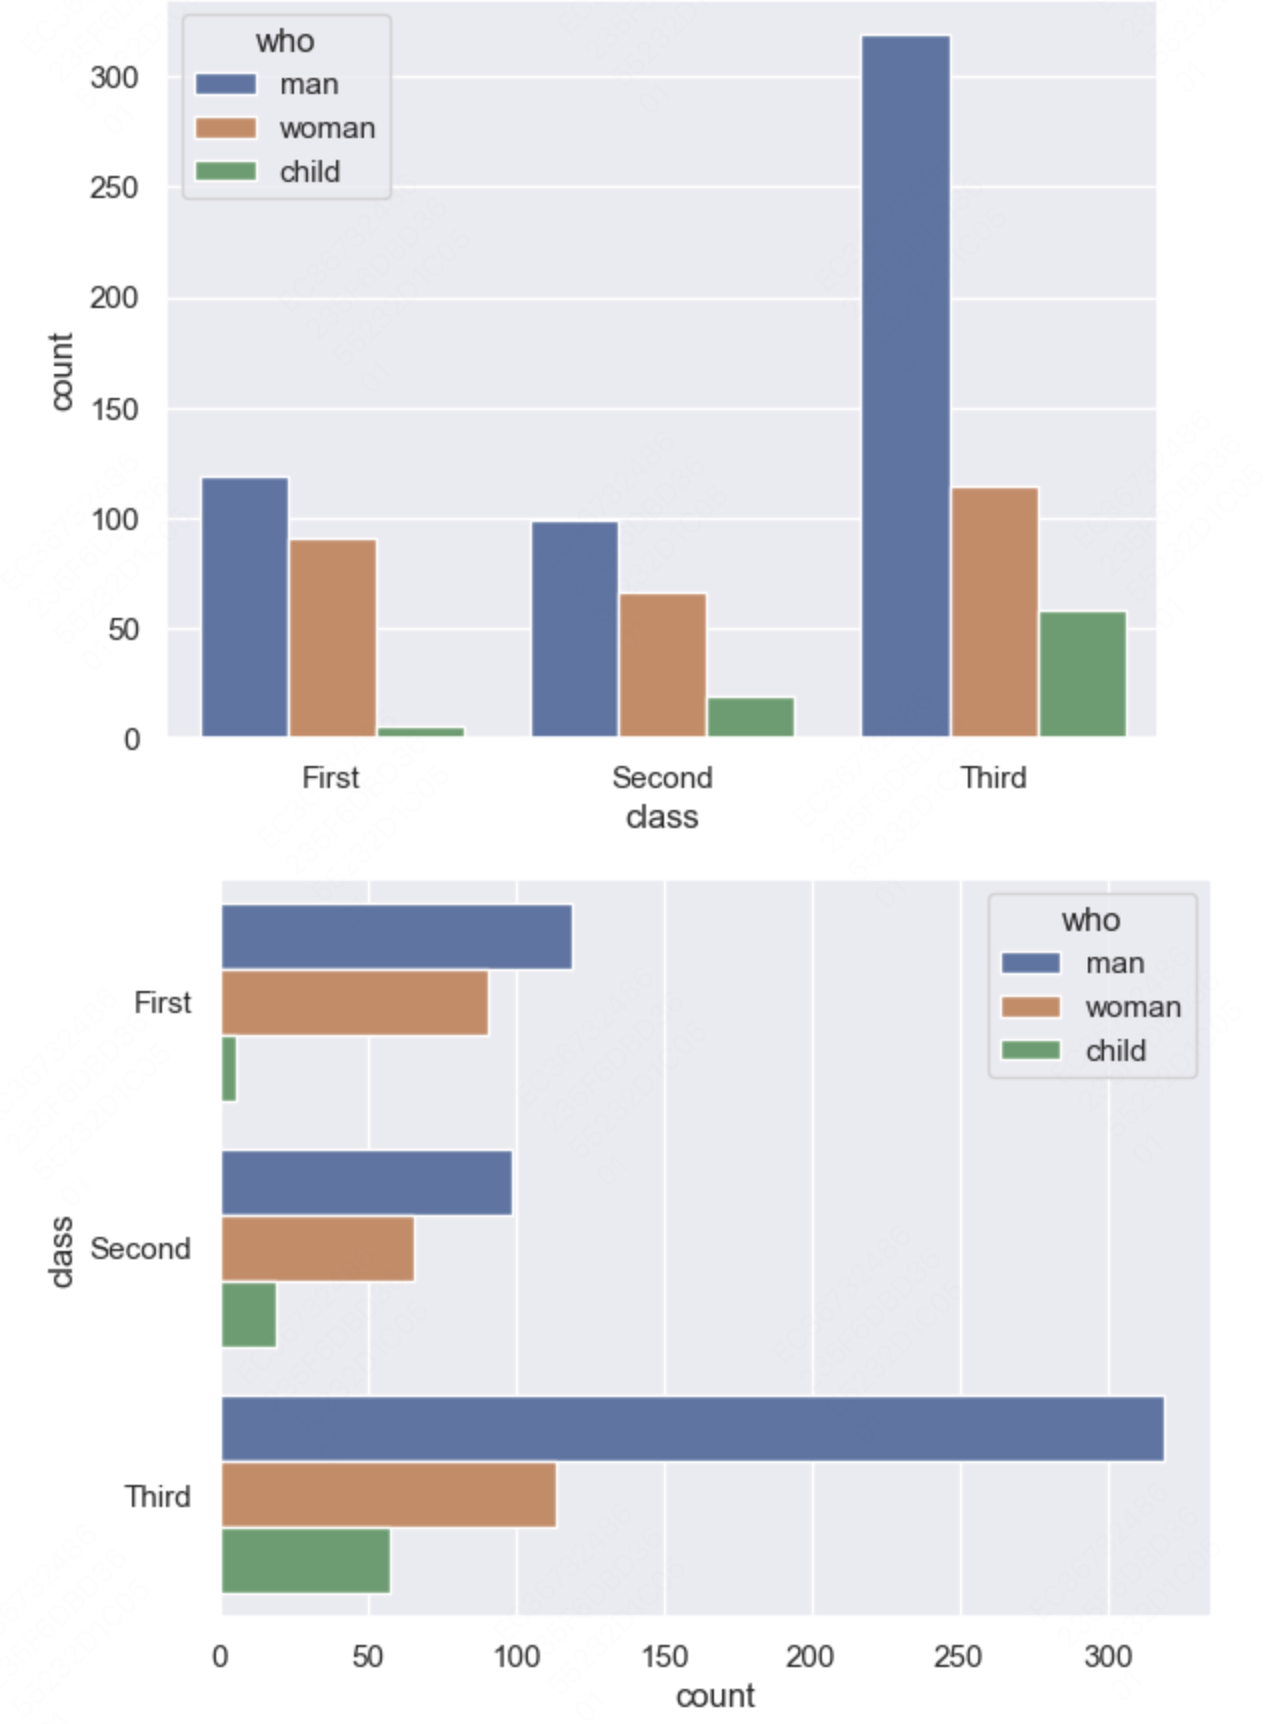 who
man
woman
child
300
250
200
150
100
50
0
count
First Second Third
class
who
man
woman
child
First
Second
Third
class
0 50 100 150 200 250 300
count